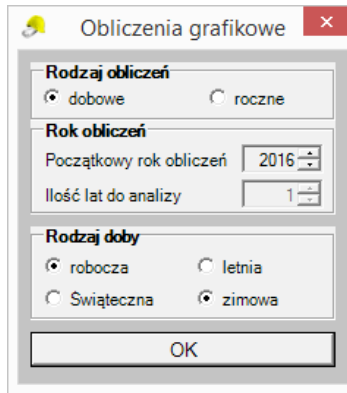 Obliczenia grafikowe
Rodzaj obliczeń
dobowe roczne
Rok obliczeń
Początkowy rok obliczeń 2016
Ilość lat do analizy 1
Rodzaj doby
robocza letnia
Świąteczna zimowa
OK